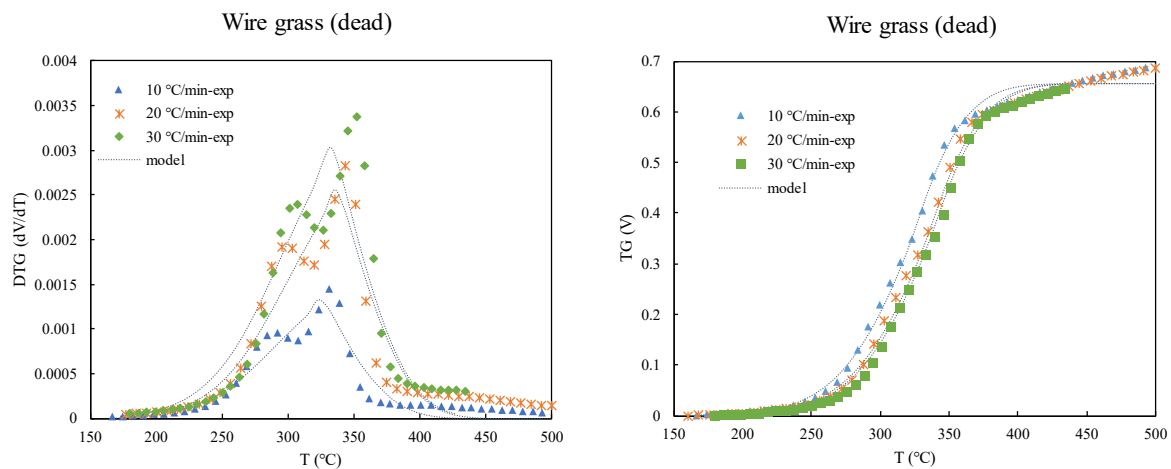 Wire grass (dead)
0.004
0.0035
0.003
0.0025
0.002
0.0015
0.001
0.0005
0
DTG (dV/dT)
10 °C/min-exp
20 °C/min-exp
30 °C/min-exp
model
150 200 250 300 350 400 450 500
T (°C)
Wire grass (dead)
0.7
0.6
0.5
0.4
0.3
0.2
0.1
0
TG (V)
10 °C/min-exp
20 °C/min-exp
30 °C/min-exp
model
150 200 250 300 350 400 450 500
T (°C)